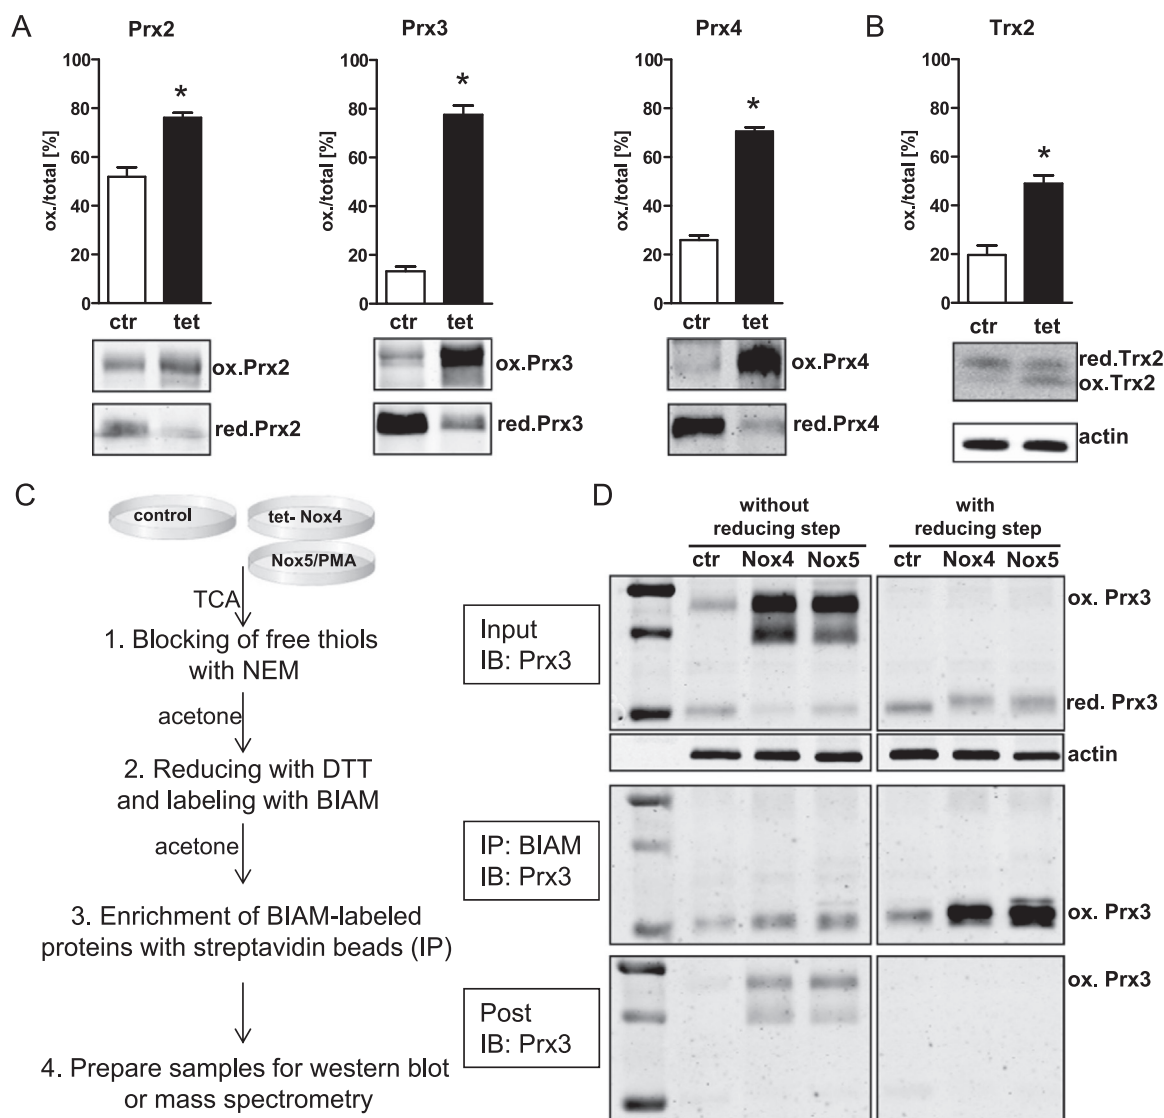 A
Prx2
ox./total [%]
100
80
60
40
20
0
*
ctr tet
ox.Prx2
red.Prx2
Prx3
ox./total [%]
100
80
60
40
20
0
*
ctr tet
ox.Prx3
red.Prx3
Prx4
ox./total [%]
100
80
60
40
20
0
*
ctr tet
ox.Prx4
red.Prx4
B
Trx2
ox./total [%]
100
80
60
40
20
0
*
ctr tet
red.Trx2
ox.Trx2
actin
C
control
tet- Nox4
Nox5/PMA
TCA
1. Blocking of free thiols
with NEM
acetone
2. Reducing with DTT
and labeling with BIAM
acetone
3. Enrichment of BIAM-labeled
proteins with streptavidin beads (IP)
4. Prepare samples for western blot
or mass spectrometry
D
without
reducing step
with
reducing step
ctr Nox4 Nox5
ctr Nox4 Nox5
Input
IB: Prx3
ox. Prx3
red. Prx3
actin
IP: BIAM
IB: Prx3
ox. Prx3
Post
IB: Prx3
ox. Prx3